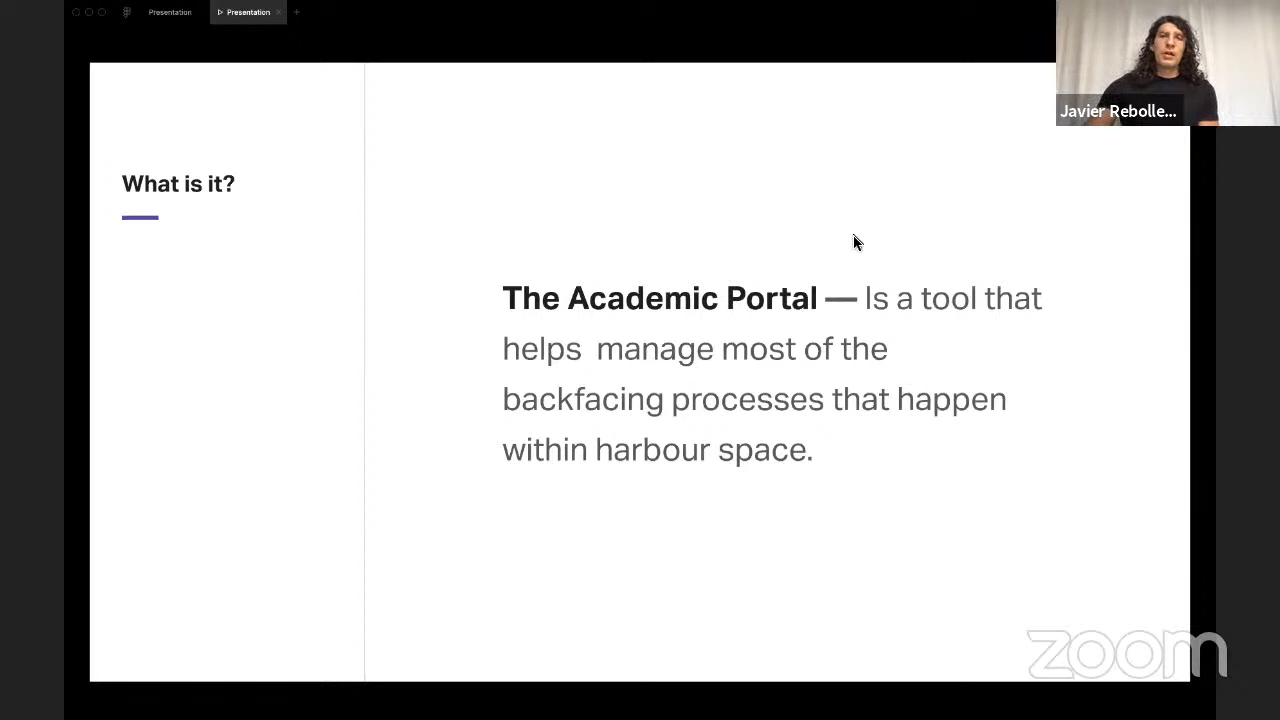 Presentation
Presentation
Javier Rebolle...
What is it?
The Academic Portal — Is a tool that
helps  manage most of the
backfacing processes that happen
within harbour space.
zoom